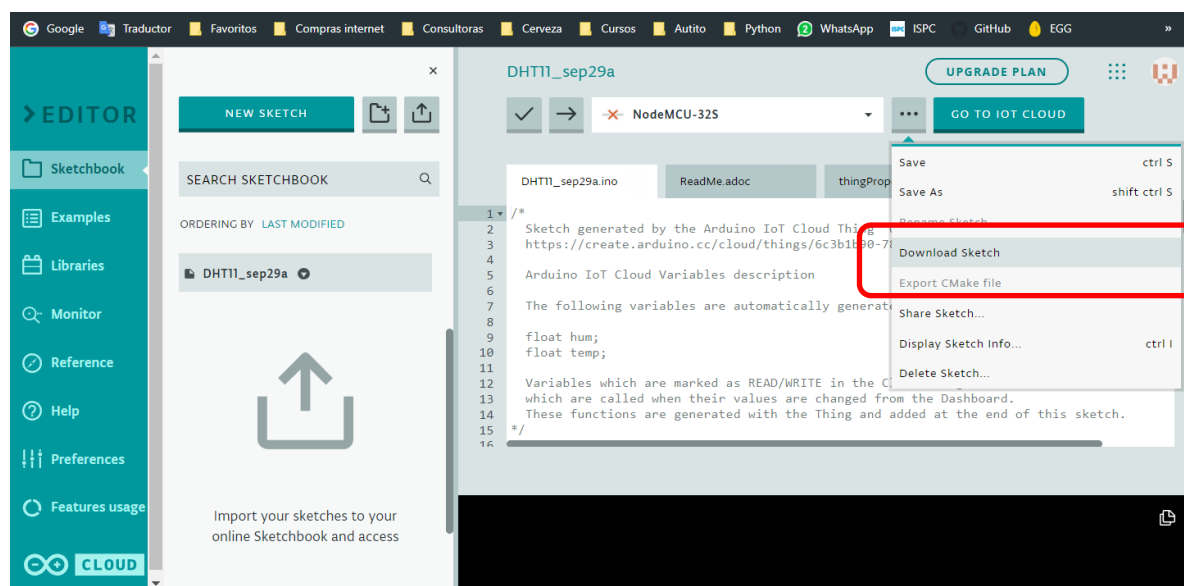 Google Traductor Favoritos Compras internet Consultoras Cerveza Cursos Autito Python 2 WhatsApp ISPC ISPC GitHub EGG »
DHT11_sep29a
UPGRADE PLAN
>EDITOR
NEW SKETCH
NodeMCU-32S
GO TO IOT CLOUD
Sketchbook
Examples
Libraries
Monitor
Reference
Help
Preferences
Features usage
CLOUD
SEARCH SKETCHBOOK
ORDERING BY LAST MODIFIED
DHT11_sep29a
Import your sketches to your
online Sketchbook and access
DHT11_sep29a.ino ReadMe.adoc thingProp
1 /*
2 Sketch generated by the Arduino IoT Cloud Thing
3 https://create.arduino.cc/cloud/things/6c3b1b90-
4
5 Arduino IoT Cloud Variables description
6
7 The following variables are automatically generat
8
9 float hum;
10 float temp;
11
12 Variables which are marked as READ/WRITE in the
13 which are called when their values are changed from the Dashboard.
14 These functions are generated with the Thing and added at the end of this sketch.
15 */
16
Save ctrl S
Save As shift ctrl S
Rename Sketch
Download Sketch
Export CMake file
Share Sketch...
Display Sketch Info... ctrl I
Delete Sketch...